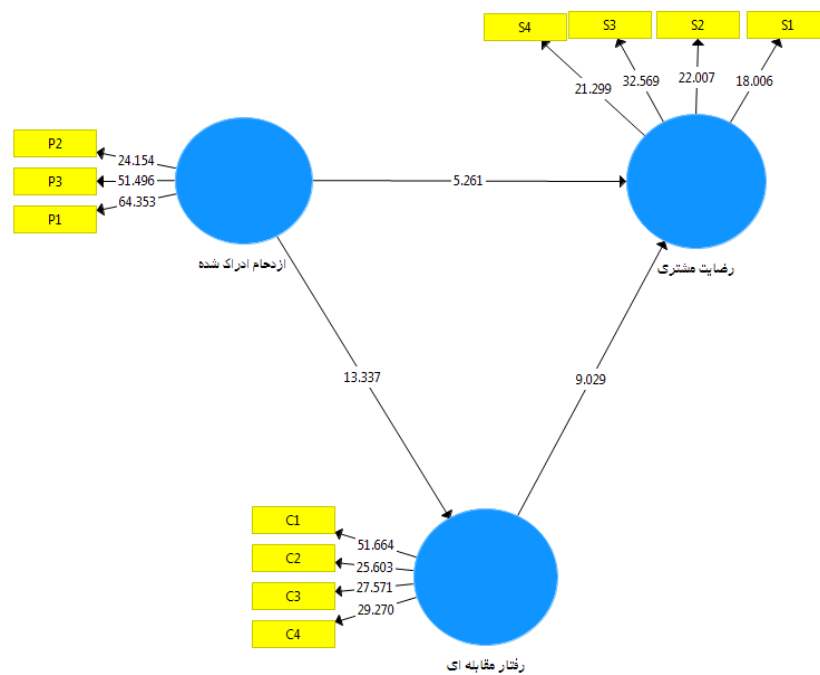 S4
S3
S2
S1
21.299
32.569
22.007
18.006
P2
P3
P1
24.154
51.496
64.353
5.261
ازدحام ادراک شده
رضایت مشتری
13.337
9.029
C1
C2
C3
C4
51.664
25.603
27.571
29.270
رفتار مقابله ای